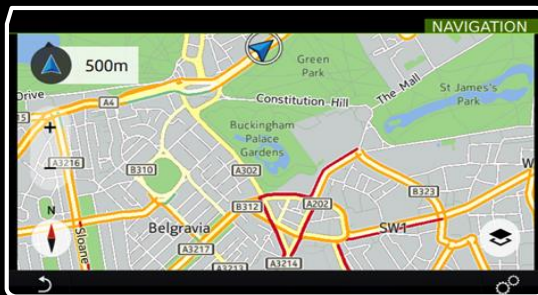 NAVIGATION
500m
Green
Park
Drive
A4
Constitution Hill
The Mall
St James's
Park
Buckingham
Palace
Gardens
A3216
B310
A302
B323
B312
A202
Belgravia
SW1
Sloane
N
A3217
A3213
A3214